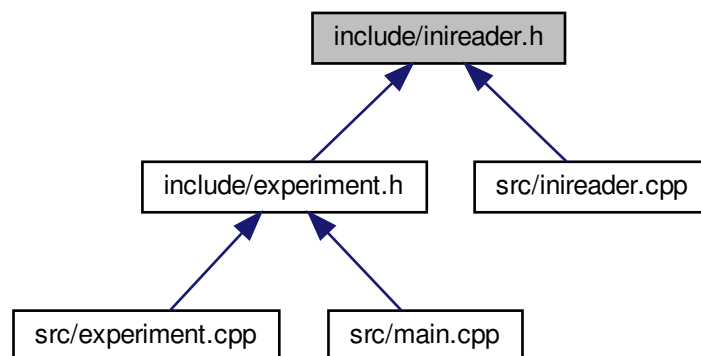 include/inireader.h
include/experiment.h
src/inireader.cpp
src/experiment.cpp
src/main.cpp